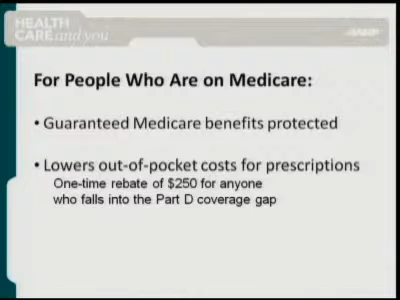 HEALTH
CARE and you
AARP
For People Who Are on Medicare:
• Guaranteed Medicare benefits protected
• Lowers out-of-pocket costs for prescriptions
One-time rebate of $250 for anyone
who falls into the Part D coverage gap